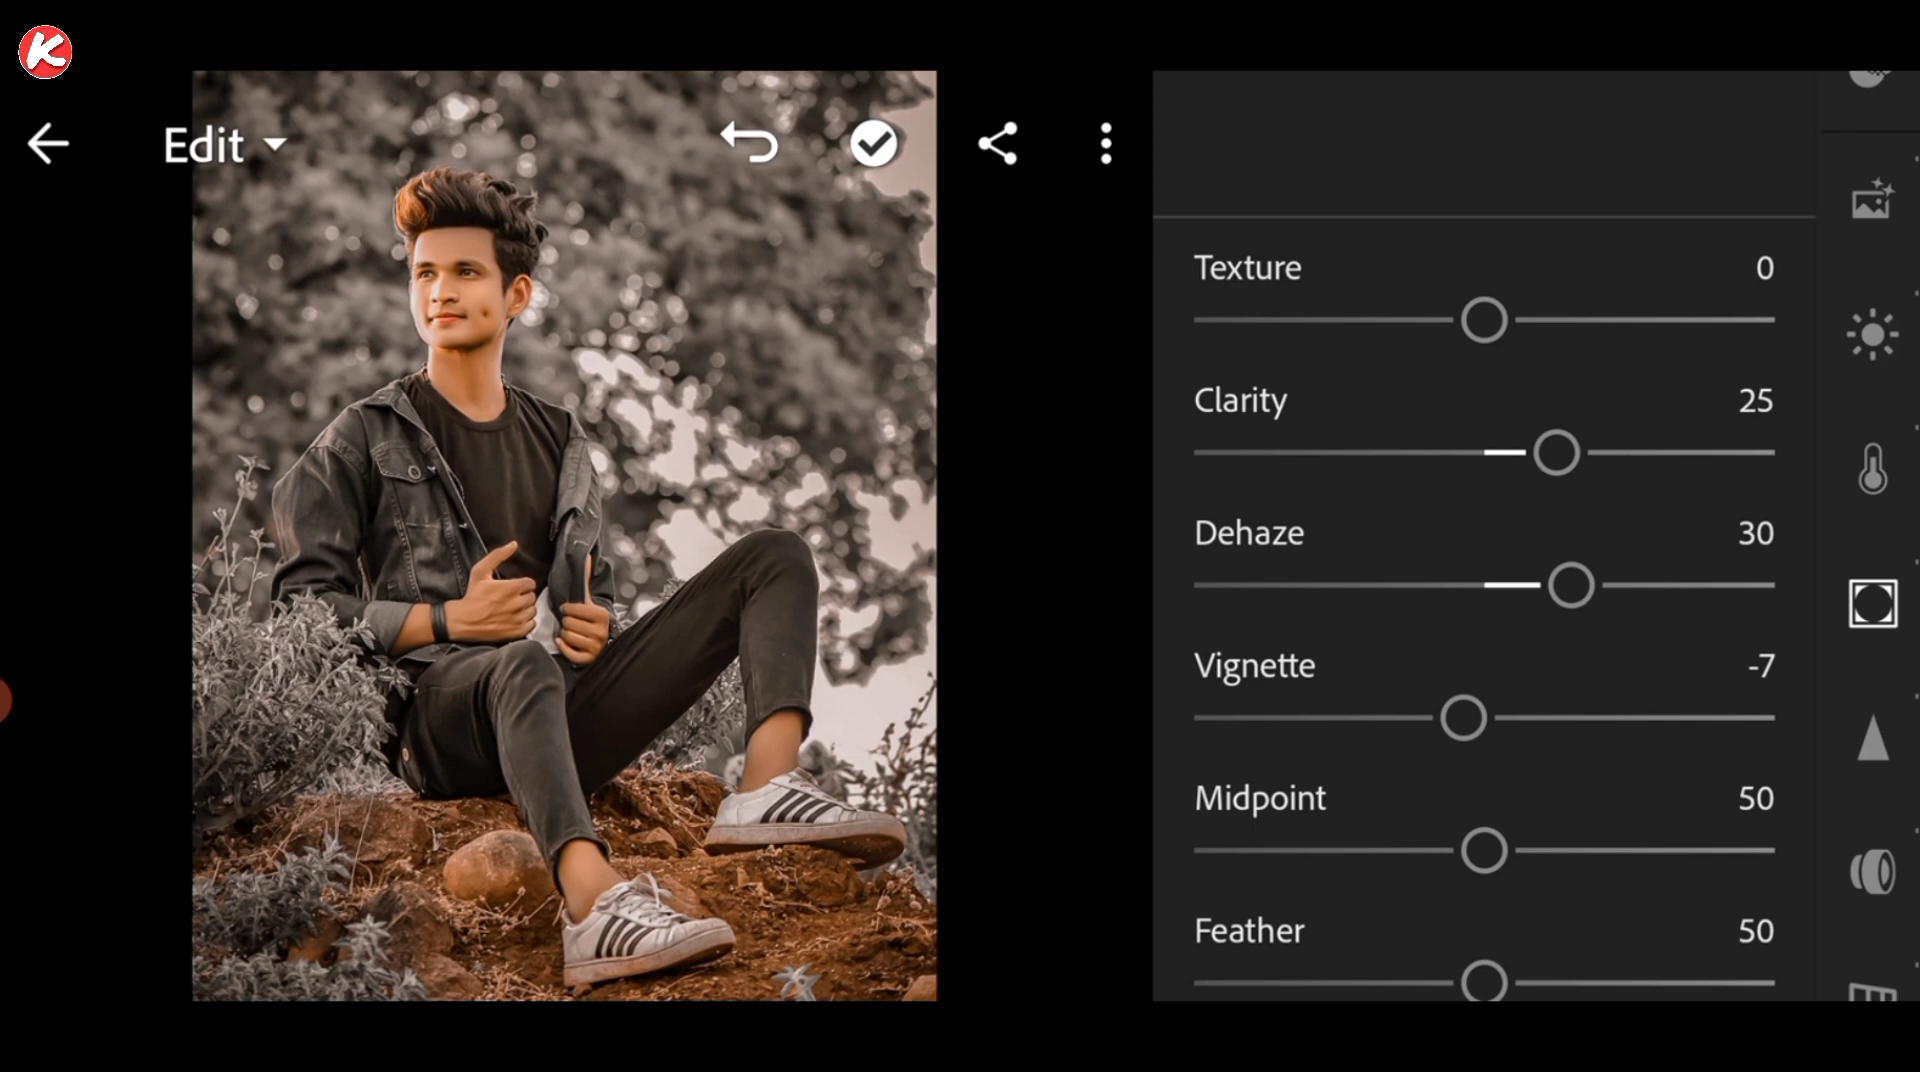 K
Edit
Texture 0
Clarity 25
Dehaze 30
Vignette -7
Midpoint 50
Feather 50